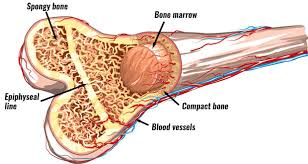 Spongy bone
Bone marrow
Epiphyseal
line
Compact bone
Blood vessels